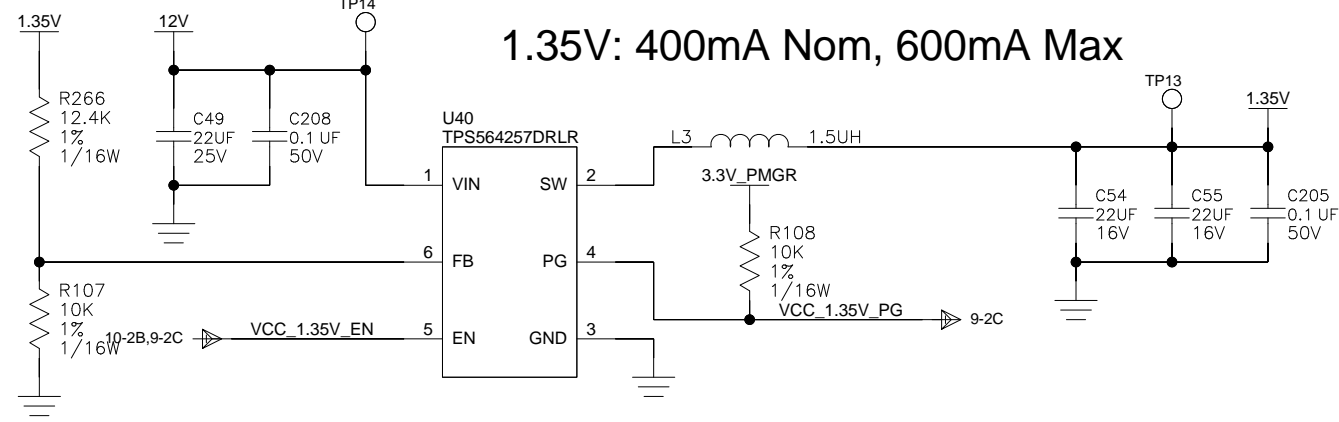 TP14
1.35V
12V
1.35V: 400mA Nom, 600mA Max
TP13
1.35V
R266
12.4K
1%
1/16W
C49
22UF
25V
C208
0.1 UF
50V
U40
TPS564257DRLR
L3
1.5UH
1 VIN
SW 2
3.3V_PMGR
C54
22UF
16V
C55
22UF
16V
C205
0.1 UF
50V
R108
10K
1%
1/16W
6 FB
PG 4
R107
10K
1%
1/16W
10-2B,9-2C
VCC_1.35V_EN
5 EN
GND 3
VCC_1.35V_PG
9-2C